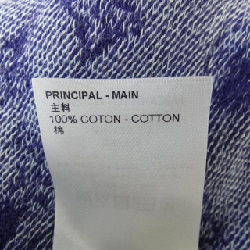 PRINCIPAL - MAIN
主料
100% COTON - COTTON
棉